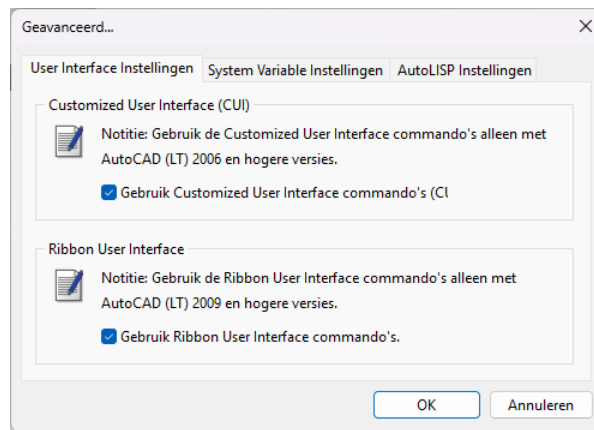 Geavanceerd...
User Interface Instellingen System Variable Instellingen AutoLISP Instellingen
Customized User Interface (CUI)
Notitie: Gebruik de Customized User Interface commando's alleen met
AutoCAD (LT) 2006 en hogere versies.
Gebruik Customized User Interface commando's (CU
Ribbon User Interface
Notitie: Gebruik de Ribbon User Interface commando's alleen met
AutoCAD (LT) 2009 en hogere versies.
Gebruik Ribbon User Interface commando's.
OK Annuleren